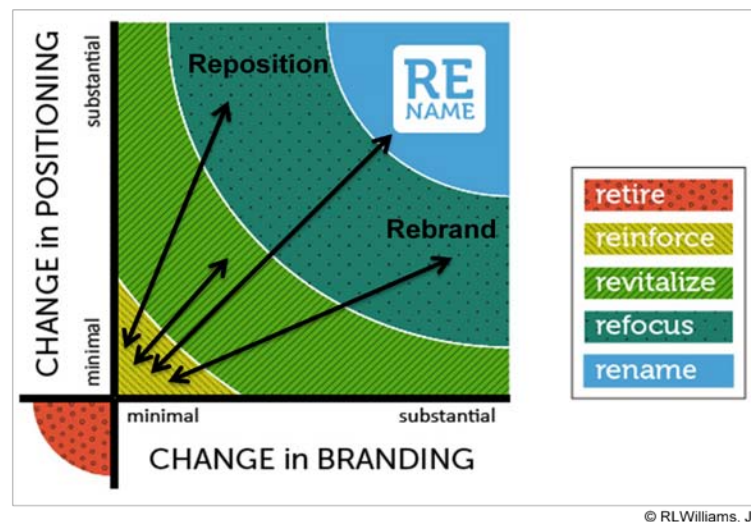 CHANGE in POSITIONING
substantial
minimal
Reposition
RE
NAME
Rebrand
minimal
substantial
CHANGE in BRANDING
retire
reinforce
revitalize
refocus
rename
© RLWilliams, J